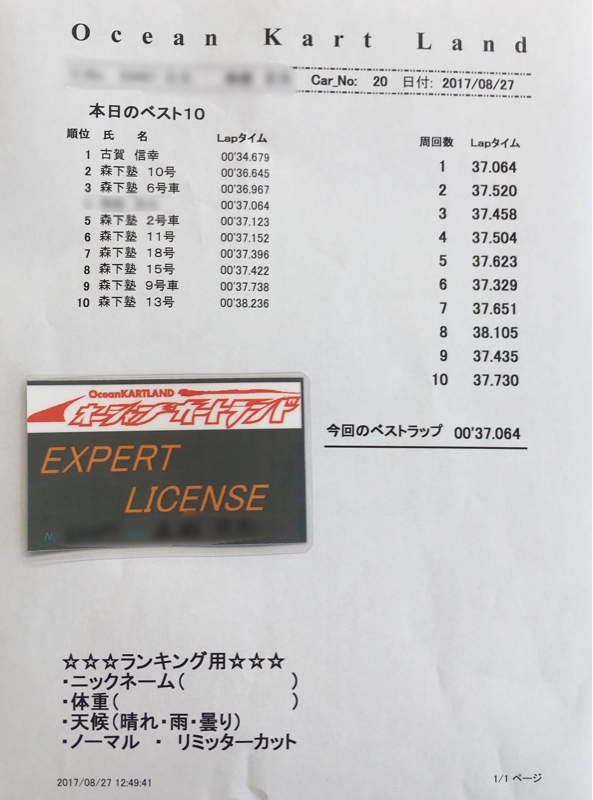 Ocean Kart Land
Car_No: 20 日付: 2017/08/27
本日のベスト10
順位 氏 名 Lapタイム
1 古賀 信幸 00'34.679
2 森下塾 10号 00'36.645
3 森下塾 6号車 00'36.967
00'37.064
5 森下塾 2号車 00'37.123
6 森下塾 11号 00'37.152
7 森下塾 18号 00'37.396
8 森下塾 15号 00'37.422
9 森下塾 9号車 00'37.738
10 森下塾 13号 00'38.236
周回数 Lapタイム
1 37.064
2 37.520
3 37.458
4 37.504
5 37.623
6 37.329
7 37.651
8 38.105
9 37.435
10 37.730
今回のベストラップ 00'37.064
OceanKARTLAND
オーシャンカートランド
EXPERT
LICENSE
☆☆☆ランキング用☆☆☆
・ニックネーム( )
・体重( )
・天候(晴れ・雨・曇り)
・ノーマル ・ リミッターカット
2017/08/27 12:49:41
1/1 ページ